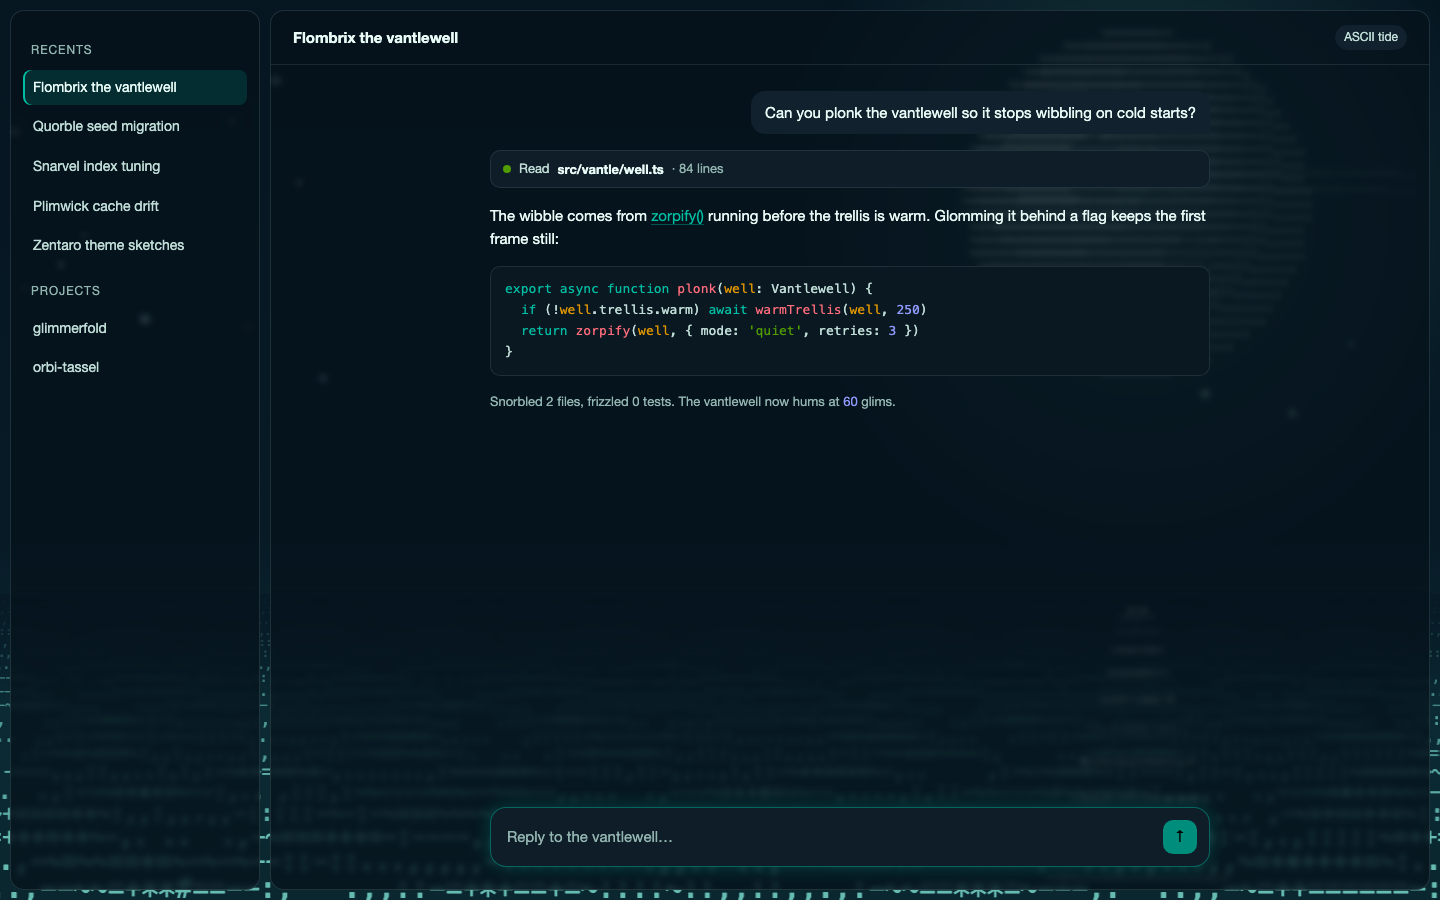 RECENTS
Flombrix the vantlewell
Quorble seed migration
Snarvel index tuning
Plimwick cache drift
Zentaro theme sketches
PROJECTS
glimmerfold
orbi-tassel
Flombrix the vantlewell
ASCII tide
Can you plonk the vantlewell so it stops wibbling on cold starts?
Read src/vantle/well.ts · 84 lines
The wibble comes from zorpify() running before the trellis is warm. Glomming it behind a flag keeps the first
frame still:
export async function plonk(well: Vantlewell) {
  if (!well.trellis.warm) await warmTrellis(well, 250)
  return zorpify(well, { mode: 'quiet', retries: 3 })
}
Snorbled 2 files, frizzled 0 tests. The vantlewell now hums at 60 glims.
Reply to the vantlewell…
↑